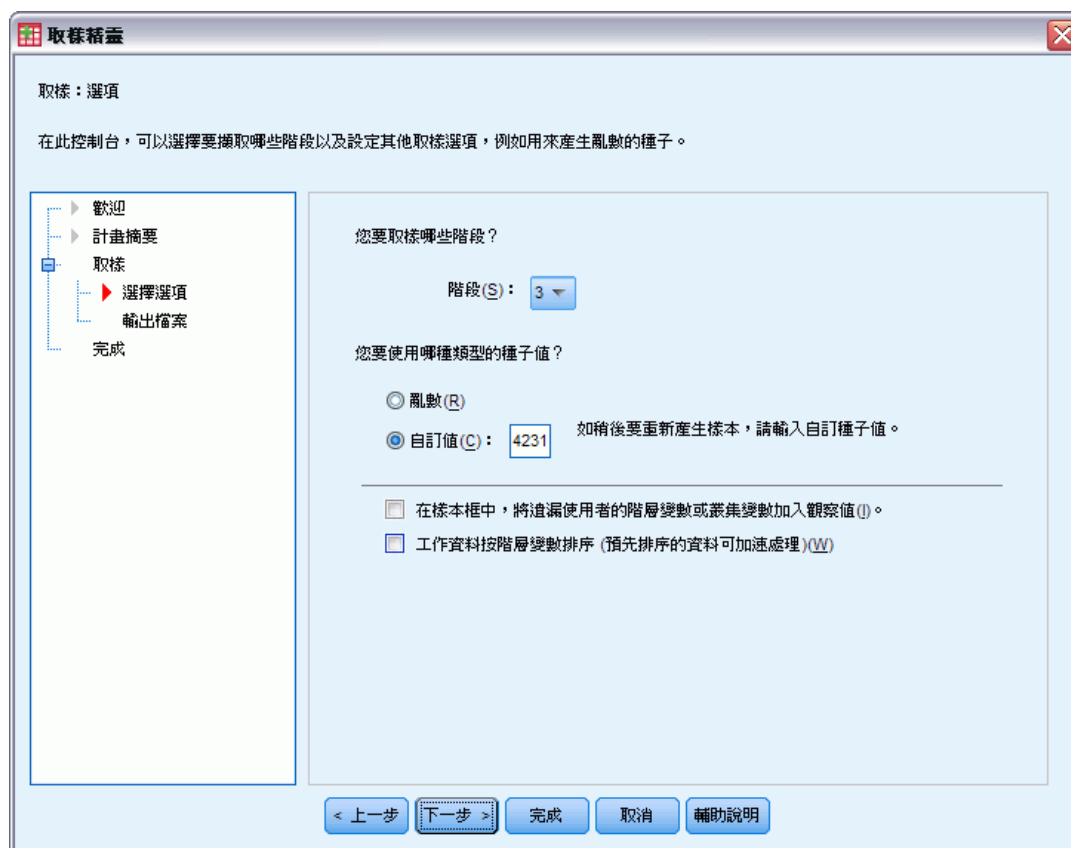 取樣精靈
取樣：選項
在此控制台，可以選擇要擷取哪些階段以及設定其他取樣選項，例如用來產生亂數的種子。
歡迎
計畫摘要
取樣
選擇選項
輸出檔案
完成
您要取樣哪些階段？
階段(S)： 3
您要使用哪種類型的種子值？
亂數(R)
自訂值(C)： 4231 如稍後要重新產生樣本，請輸入自訂種子值。
在樣本框中，將遺漏使用者的階層變數或叢集變數加入觀察值(I)。
工作資料按階層變數排序 (預先排序的資料可加速處理)(W)
< 上一步 下一步 > 完成 取消 輔助說明